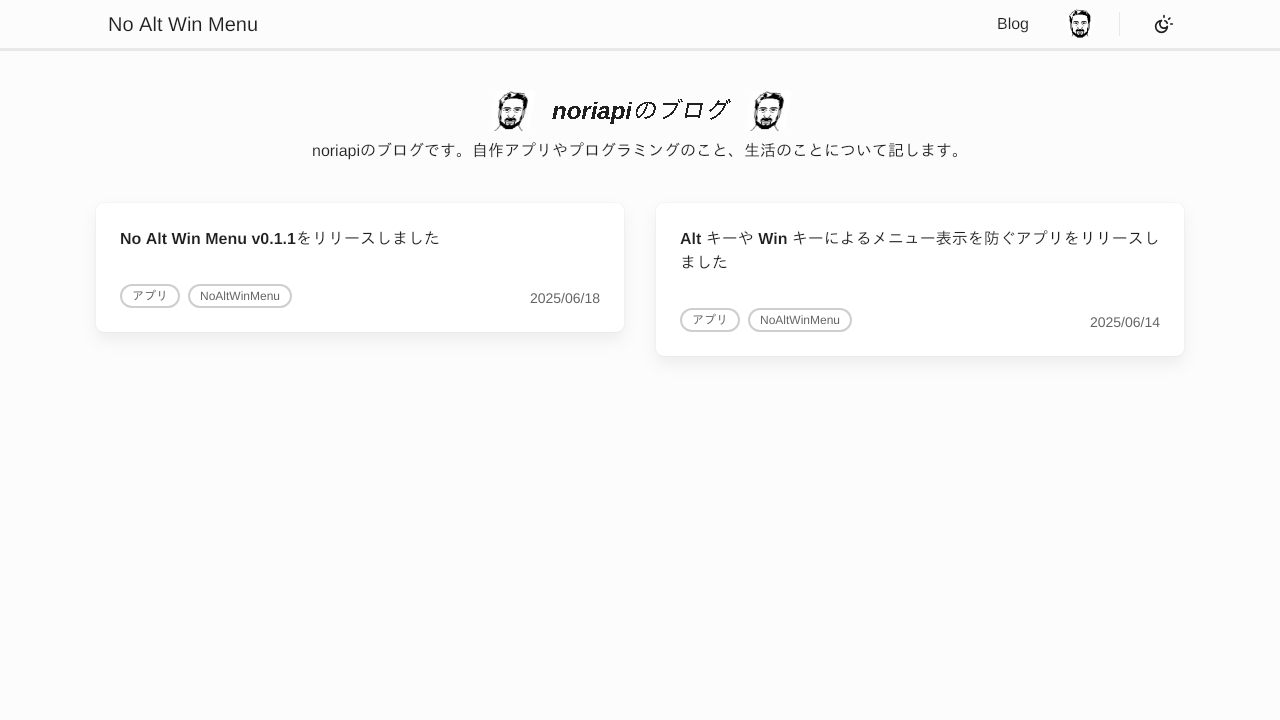 No Alt Win Menu
Blog
noriapiのブログ
noriapiのブログです。自作アプリやプログラミングのこと、生活のことについて記します。
No Alt Win Menu v0.1.1をリリースしました
アプリ
NoAltWinMenu
2025/06/18
Alt キーや Win キーによるメニュー表示を防ぐアプリをリリースし
ました
アプリ
NoAltWinMenu
2025/06/14